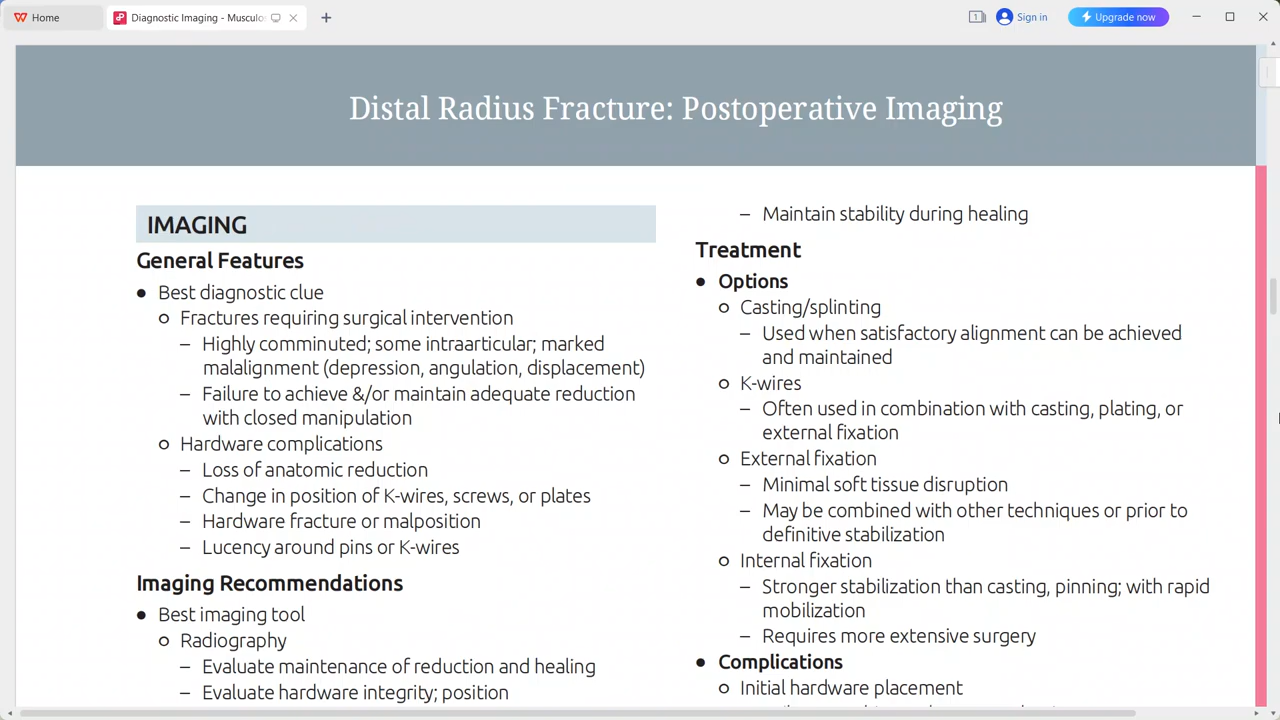 Home
Diagnostic Imaging - Musculos
1
Sign in
Upgrade now
Distal Radius Fracture: Postoperative Imaging
IMAGING
General Features
• Best diagnostic clue
○ Fractures requiring surgical intervention
– Highly comminuted; some intraarticular; marked
malalignment (depression, angulation, displacement)
– Failure to achieve &/or maintain adequate reduction
with closed manipulation
○ Hardware complications
– Loss of anatomic reduction
– Change in position of K-wires, screws, or plates
– Hardware fracture or malposition
– Lucency around pins or K-wires
Imaging Recommendations
• Best imaging tool
○ Radiography
– Evaluate maintenance of reduction and healing
– Evaluate hardware integrity; position
– Maintain stability during healing
Treatment
• Options
○ Casting/splinting
– Used when satisfactory alignment can be achieved
and maintained
○ K-wires
– Often used in combination with casting, plating, or
external fixation
○ External fixation
– Minimal soft tissue disruption
– May be combined with other techniques or prior to
definitive stabilization
○ Internal fixation
– Stronger stabilization than casting, pinning; with rapid
mobilization
– Requires more extensive surgery
• Complications
○ Initial hardware placement